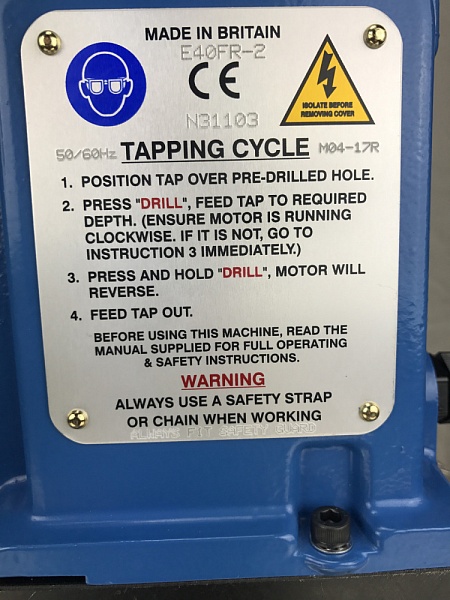 MADE IN BRITAIN
E40FR-2
CE
N31103
ISOLATE BEFORE
REMOVING COVER
50/60Hz TAPPING CYCLE M04-17R
1. POSITION TAP OVER PRE-DRILLED HOLE.
2. PRESS "DRILL", FEED TAP TO REQUIRED
DEPTH. (ENSURE MOTOR IS RUNNING
CLOCKWISE. IF IT IS NOT, GO TO
INSTRUCTION 3 IMMEDIATELY.)
3. PRESS AND HOLD "DRILL", MOTOR WILL
REVERSE.
4. FEED TAP OUT.
BEFORE USING THIS MACHINE, READ THE
MANUAL SUPPLIED FOR FULL OPERATING
& SAFETY INSTRUCTIONS.
WARNING
ALWAYS USE A SAFETY STRAP
OR CHAIN WHEN WORKING
ALWAYS FIT SAFETY GUARD